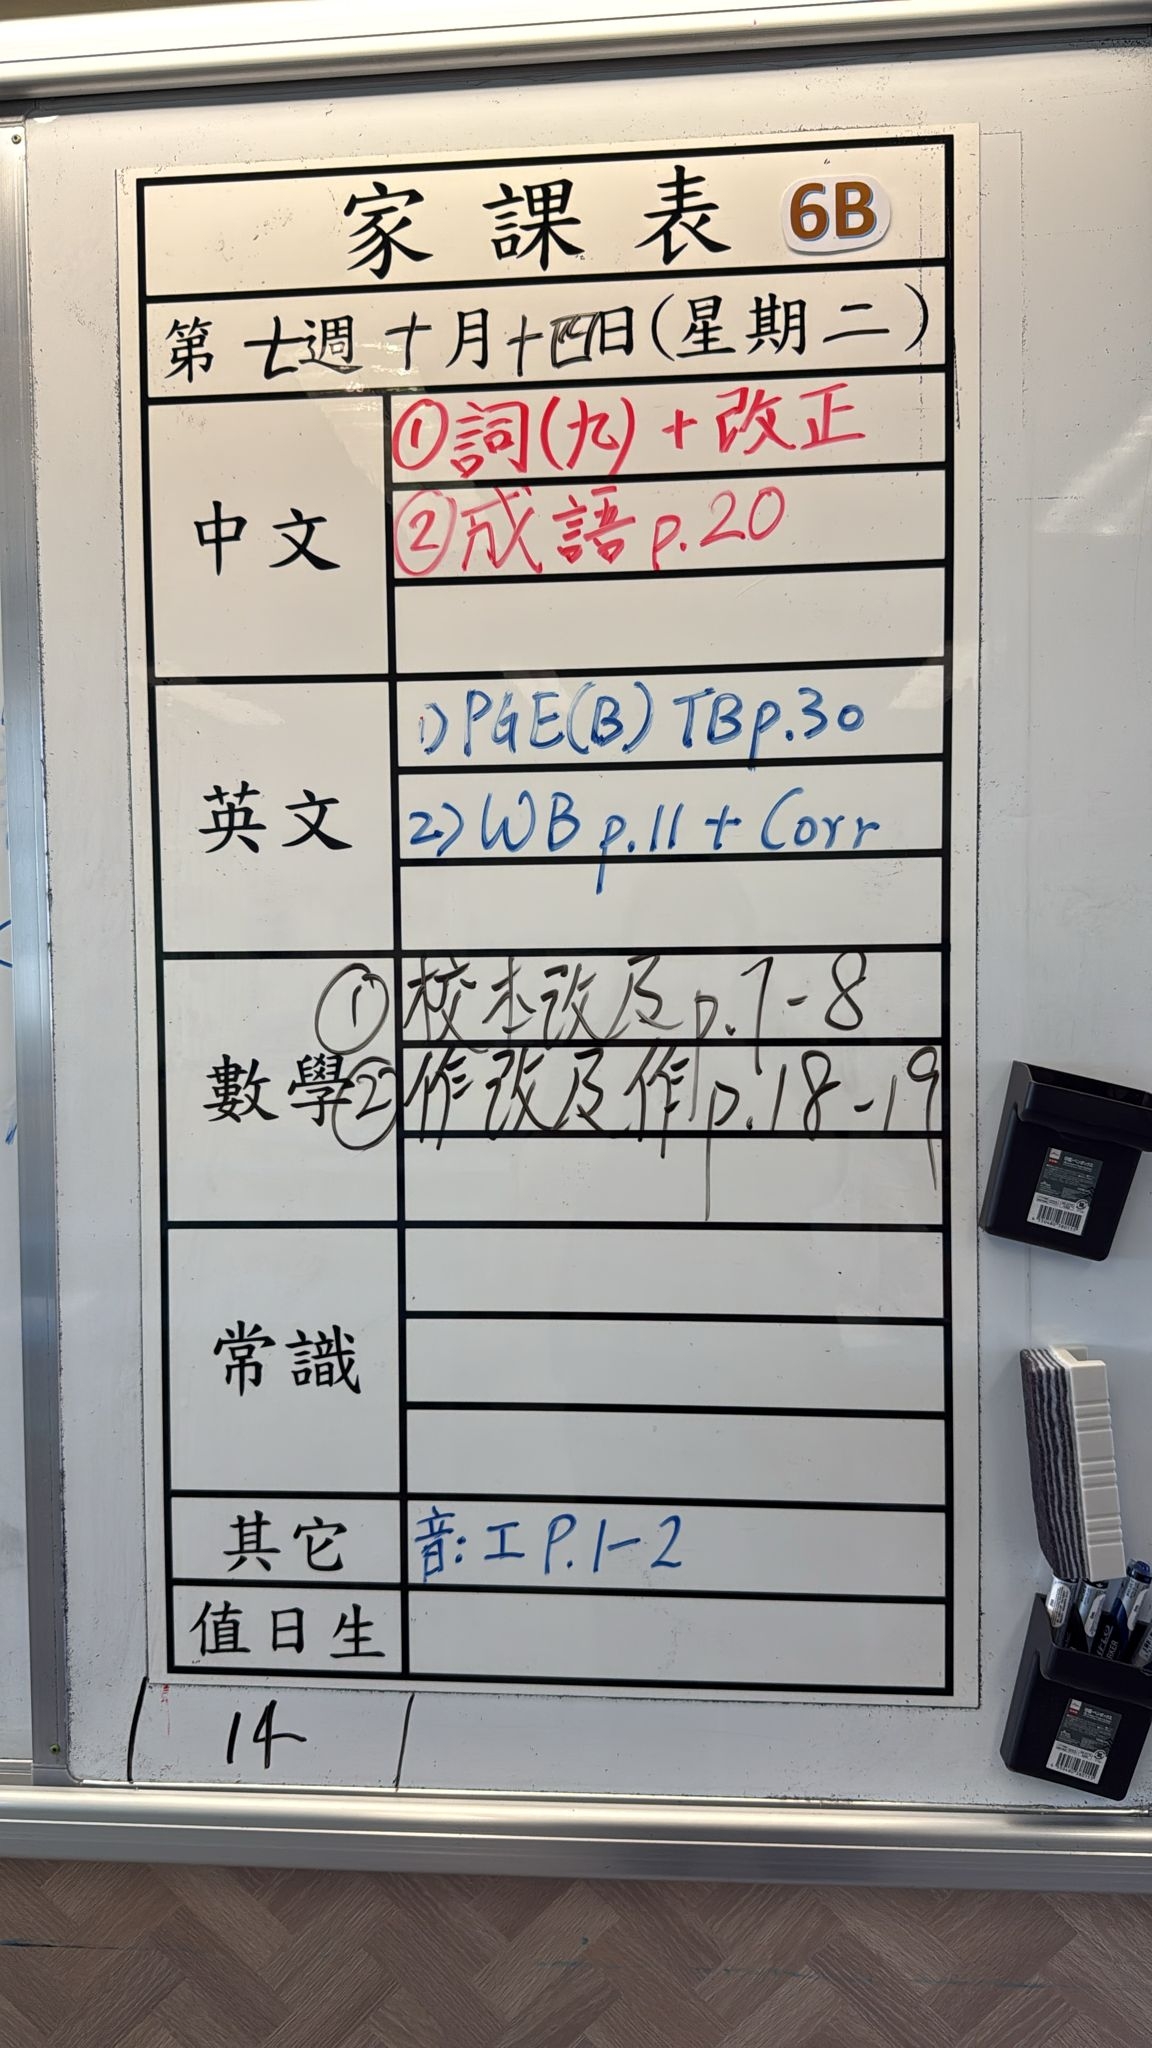 家課表 6B
第七週十月十四日(星期二)
中文
①詞(九)+改正
②成語p.20
英文
1)PGE(B) TBp.30
2)WB p.11 + Corr
數學
①校本改及p.7-8
②作改及作p.18-19
常識
其它
音:工 P.1-2
值日生
14